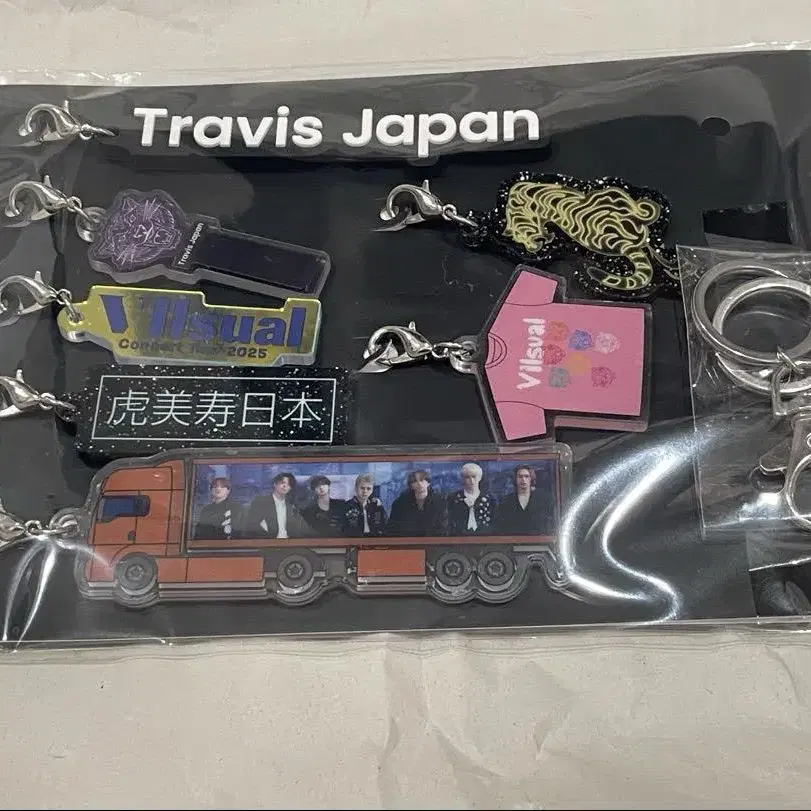 Travis Japan
Travis Japan
VIIsual
Concert Tour 2025
虎美寿日本
VIIsual